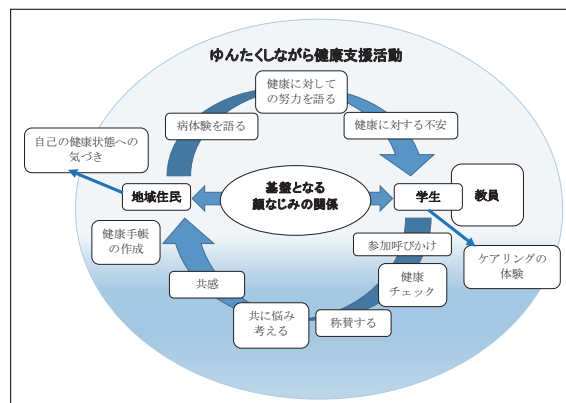 ゆんたくしながら健康支援活動
健康に対して
の努力を語る
病体験を語る
健康に対する不安
自己の健康状態への
気づき
地域住民
基盤となる
顔なじみの関係
学生
教員
健康手帳
の作成
参加呼びかけ
ケアリングの
体験
共感
健康
チェック
共に悩み
考える
称賛する